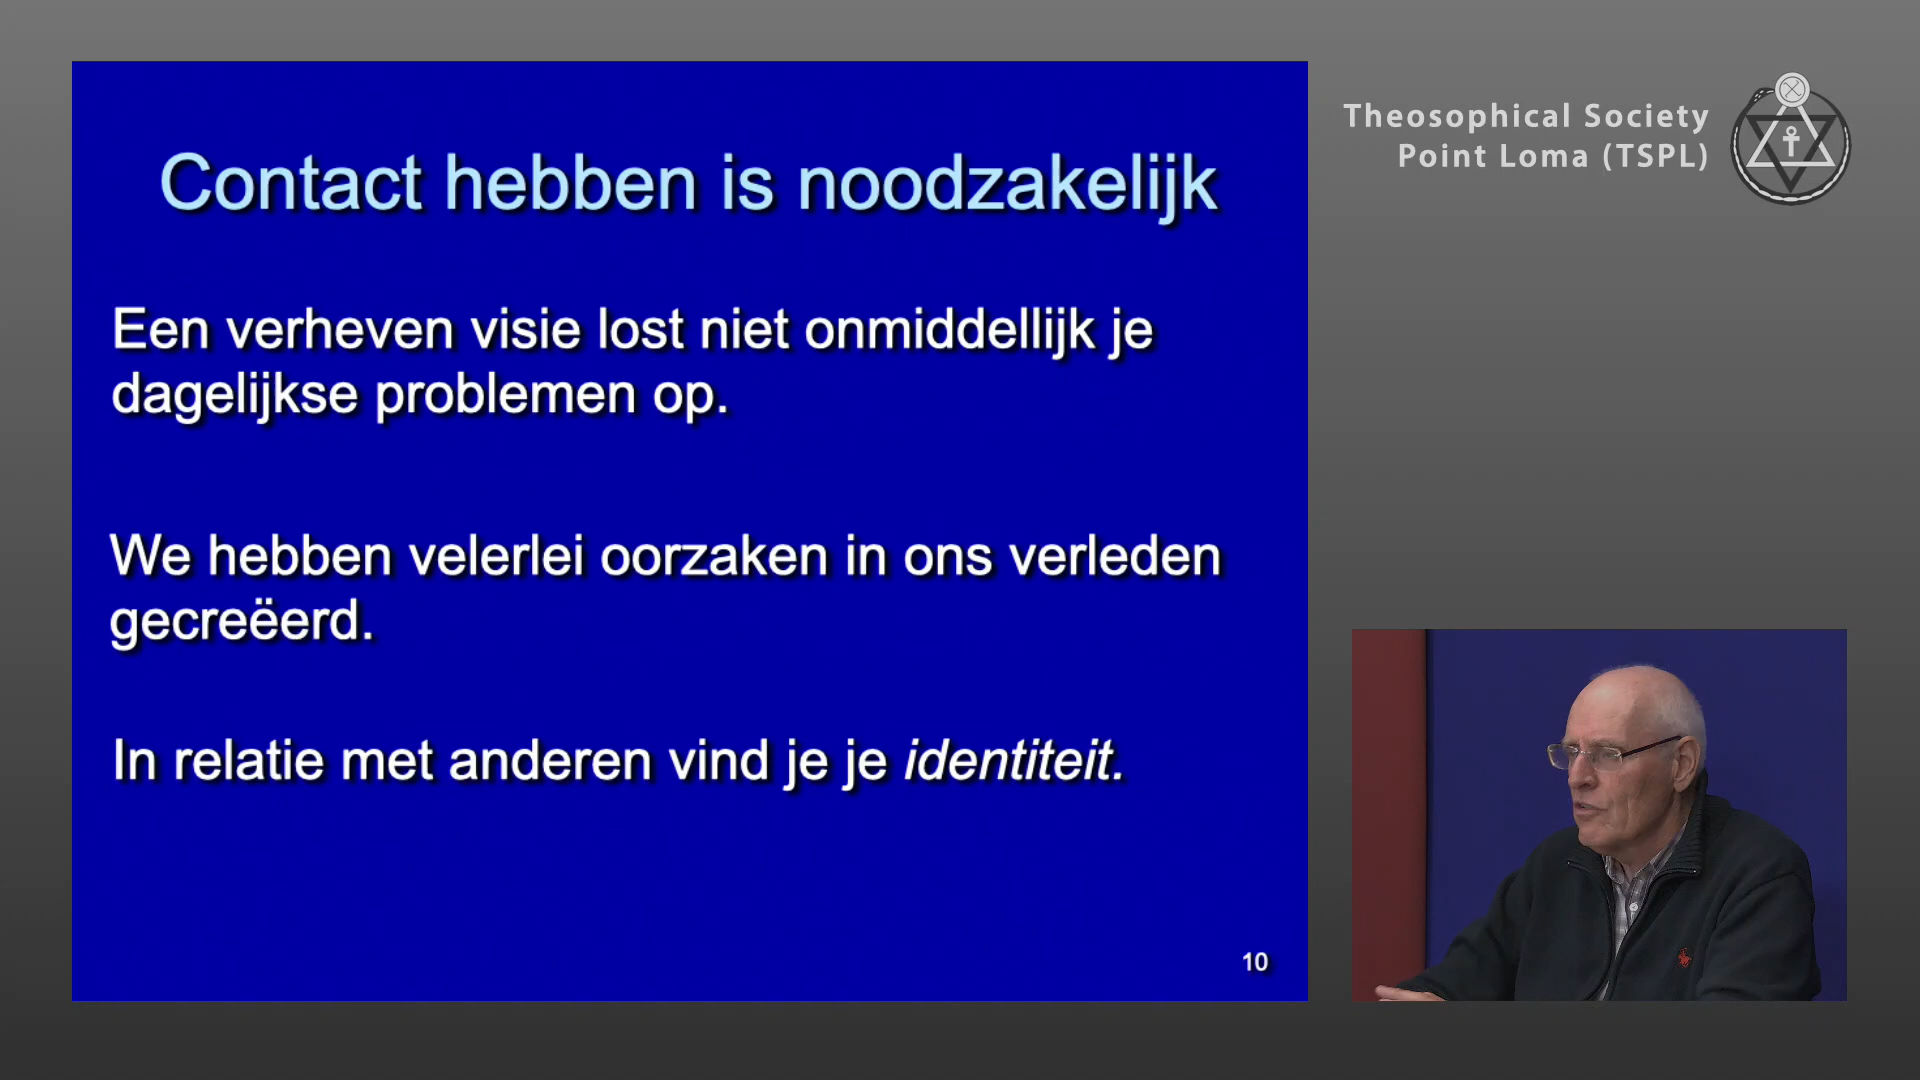 Contact hebben is noodzakelijk
Een verheven visie lost niet onmiddellijk je
dagelijkse problemen op.
We hebben velerlei oorzaken in ons verleden
gecreëerd.
In relatie met anderen vind je je identiteit.
10
Theosophical Society
Point Loma (TSPL)